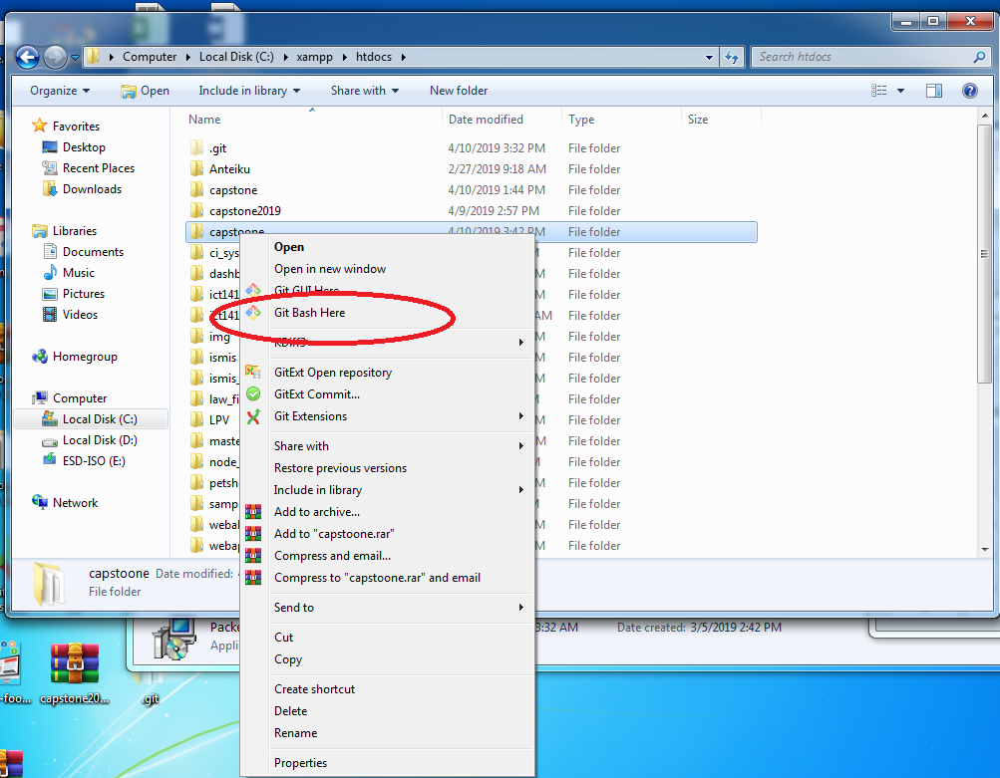 Computer ▸ Local Disk (C:) ▸ xampp ▸ htdocs ▸
Search htdocs
Organize Open Include in library Share with New folder
Name Date modified Type Size
Favorites
Desktop
Recent Places
Downloads
Libraries
Documents
Music
Pictures
Videos
Homegroup
Computer
Local Disk (C:)
Local Disk (D:)
ESD-ISO (E:)
Network
.git 4/10/2019 3:32 PM File folder
Anteiku 2/27/2019 9:18 AM File folder
capstone 4/10/2019 1:44 PM File folder
capstone2019 4/9/2019 2:57 PM File folder
capstoone 4/10/2019 3:42 PM File folder
ci_sys M File folder
dashb M File folder
ict141 M File folder
ict141 AM File folder
img File folder
ismis M File folder
ismis_ M File folder
law_fi M File folder
LPV M File folder
maste M File folder
node_ M File folder
petsh M File folder
samp M File folder
weba M File folder
weba M File folder
Open
Open in new window
Git GUI Here
Git Bash Here
KDiff3
GitExt Open repository
GitExt Commit...
Git Extensions
Share with
Restore previous versions
Include in library
Add to archive...
Add to "capstoone.rar"
Compress and email...
Compress to "capstoone.rar" and email
Send to
Cut
Copy
Create shortcut
Delete
Rename
Properties
capstoone Date modified:
File folder
Packe 3:32 AM Date created: 3/5/2019 2:42 PM
Applic
-foo... capstone20... .git